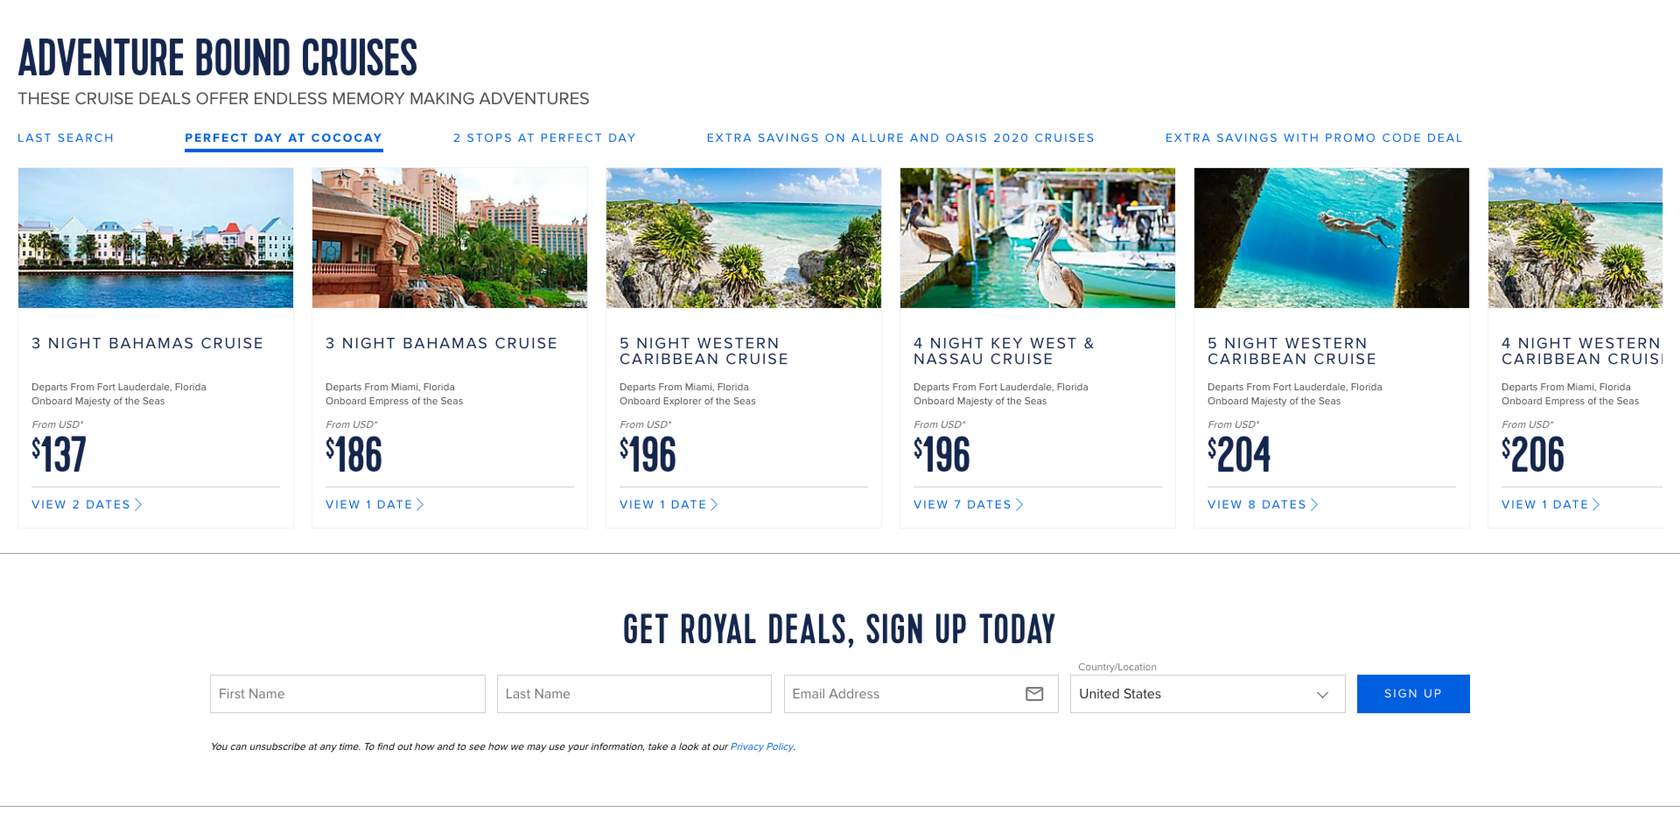 ADVENTURE BOUND CRUISES
THESE CRUISE DEALS OFFER ENDLESS MEMORY MAKING ADVENTURES
LAST SEARCH
PERFECT DAY AT COCOCAY
2 STOPS AT PERFECT DAY
EXTRA SAVINGS ON ALLURE AND OASIS 2020 CRUISES
EXTRA SAVINGS WITH PROMO CODE DEAL
3 NIGHT BAHAMAS CRUISE
Departs From Fort Lauderdale, Florida
Onboard Majesty of the Seas
From USD*
$137
VIEW 2 DATES
3 NIGHT BAHAMAS CRUISE
Departs From Miami, Florida
Onboard Empress of the Seas
From USD*
$186
VIEW 1 DATE
5 NIGHT WESTERN
CARIBBEAN CRUISE
Departs From Miami, Florida
Onboard Explorer of the Seas
From USD*
$196
VIEW 1 DATE
4 NIGHT KEY WEST &
NASSAU CRUISE
Departs From Fort Lauderdale, Florida
Onboard Majesty of the Seas
From USD*
$196
VIEW 7 DATES
5 NIGHT WESTERN
CARIBBEAN CRUISE
Departs From Fort Lauderdale, Florida
Onboard Majesty of the Seas
From USD*
$204
VIEW 8 DATES
4 NIGHT WESTERN
CARIBBEAN CRUIS
Departs From Miami, Florida
Onboard Empress of the Seas
From USD*
$206
VIEW 1 DATE
GET ROYAL DEALS, SIGN UP TODAY
First Name
Last Name
Email Address
Country/Location
United States
SIGN UP
You can unsubscribe at any time. To find out how and to see how we may use your information, take a look at our Privacy Policy.